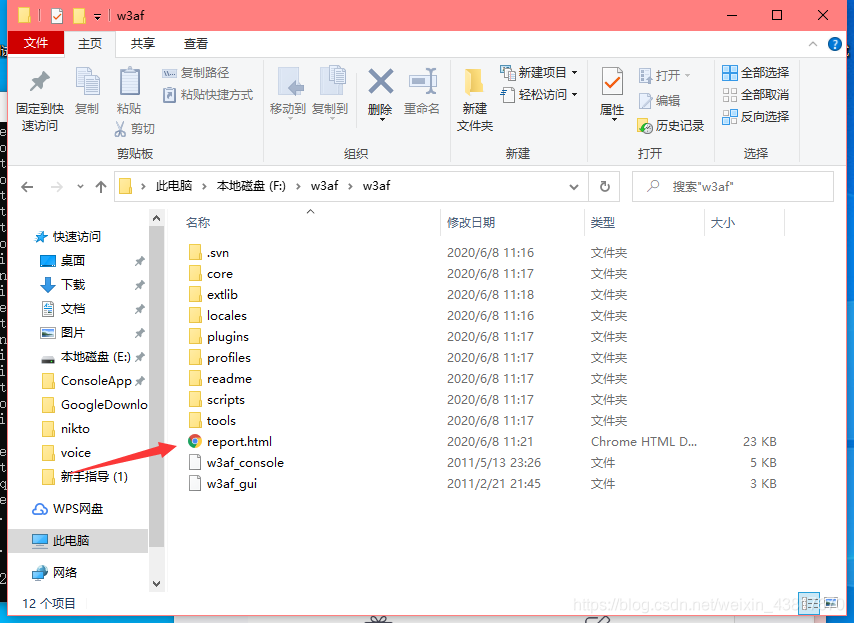 w3af
文件 主页 共享 查看
固定到快速访问
复制
粘贴
复制路径
粘贴快捷方式
剪切
剪贴板
移动到
复制到
删除
重命名
组织
新建文件夹
新建项目
轻松访问
新建
属性
打开
编辑
历史记录
打开
全部选择
全部取消
反向选择
选择
此电脑 本地磁盘 (F:) w3af w3af
搜索"w3af"
快速访问
桌面
下载
文档
图片
本地磁盘 (E:)
ConsoleApp
GoogleDownlo
nikto
voice
新手指导 (1)
WPS网盘
此电脑
网络
名称 修改日期 类型 大小
.svn 2020/6/8 11:16 文件夹
core 2020/6/8 11:17 文件夹
extlib 2020/6/8 11:18 文件夹
locales 2020/6/8 11:16 文件夹
plugins 2020/6/8 11:17 文件夹
profiles 2020/6/8 11:17 文件夹
readme 2020/6/8 11:17 文件夹
scripts 2020/6/8 11:17 文件夹
tools 2020/6/8 11:17 文件夹
report.html 2020/6/8 11:21 Chrome HTML D... 23 KB
w3af_console 2011/5/13 23:26 文件 5 KB
w3af_gui 2011/2/21 21:45 文件 3 KB
12 个项目